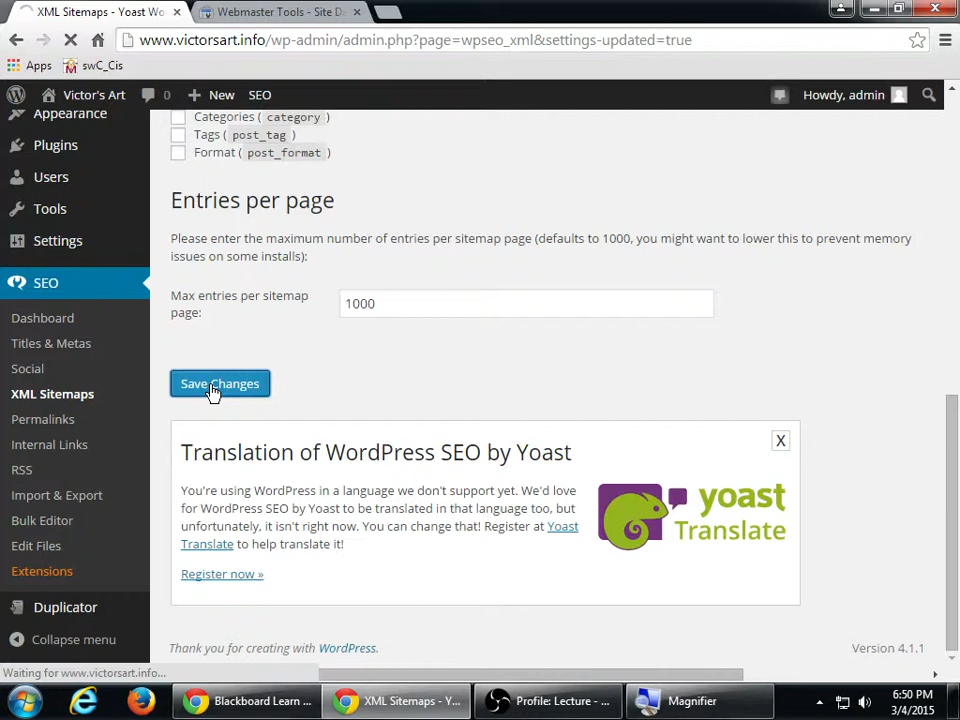 XML Sitemaps - Yoast Wo
Webmaster Tools - Site Da
www.victorsart.info/wp-admin/admin.php?page=wpseo_xml&settings-updated=true
Apps
swC_Cis
Victor's Art
0
New
SEO
Howdy, admin
Appearance
Plugins
Users
Tools
Settings
SEO
Dashboard
Titles & Metas
Social
XML Sitemaps
Permalinks
Internal Links
RSS
Import & Export
Bulk Editor
Edit Files
Extensions
Duplicator
Collapse menu
Categories ( category )
Tags ( post_tag )
Format ( post_format )
Entries per page
Please enter the maximum number of entries per sitemap page (defaults to 1000, you might want to lower this to prevent memory
issues on some installs):
Max entries per sitemap
page:
1000
Save Changes
Translation of WordPress SEO by Yoast
X
You're using WordPress in a language we don't support yet. We'd love
for WordPress SEO by Yoast to be translated in that language too, but
unfortunately, it isn't right now. You can change that! Register at Yoast
Translate to help translate it!
Register now »
yoast
Translate
Thank you for creating with WordPress.
Version 4.1.1
Waiting for www.victorsart.info...
Blackboard Learn ...
XML Sitemaps - Y...
Profile: Lecture - ...
Magnifier
6:50 PM
3/4/2015